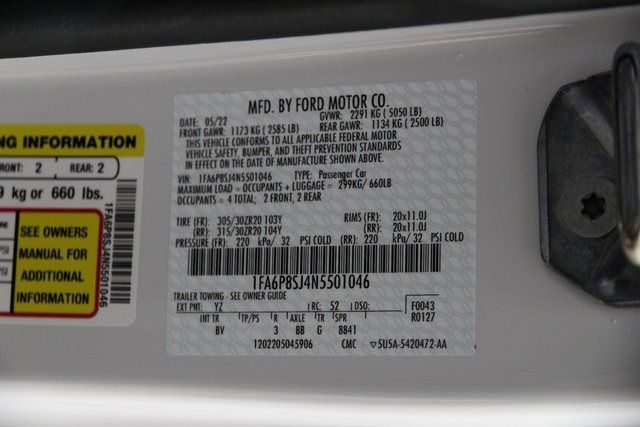 NG INFORMATION
FRONT: 2 REAR: 2
9 kg or 660 lbs.
PSI
PSI
SEE OWNERS
MANUAL FOR
ADDITIONAL
INFORMATION
1FA6P8SJ4N5501046
MFD. BY FORD MOTOR CO.
DATE: 05/22 GVWR: 2291 KG ( 5050 LB)
FRONT GAWR: 1173 KG ( 2585 LB) REAR GAWR: 1134 KG ( 2500 LB)
THIS VEHICLE CONFORMS TO ALL APPLICABLE FEDERAL MOTOR
VEHICLE SAFETY, BUMPER, AND THEFT PREVENTION STANDARDS
IN EFFECT ON THE DATE OF MANUFACTURE SHOWN ABOVE.
VIN: 1FA6P8SJ4N5501046 TYPE: Passenger Car
MAXIMUM LOAD = OCCUPANTS + LUGGAGE = 299KG/ 660LB
OCCUPANTS = 4 TOTAL: 2 FRONT, 2 REAR
TIRE (FR): 305/30ZR20 103Y RIMS (FR): 20x11.0J
(RR): 315/30ZR20 104Y (RR): 20x11.0J
PRESSURE (FR): 220 kPa/ 32 PSI COLD (RR): 220 kPa/ 32 PSI COLD
1FA6P8SJ4N5501046
TRAILER TOWING - SEE OWNER GUIDE
EXT PNT: YZ RC: 52 DSO: F0043
INT TR TP/PS R AXLE TR SPR R0127
BV 3 BB G 8841
1202205045906 CMC ▽5U5A-5420472-AA